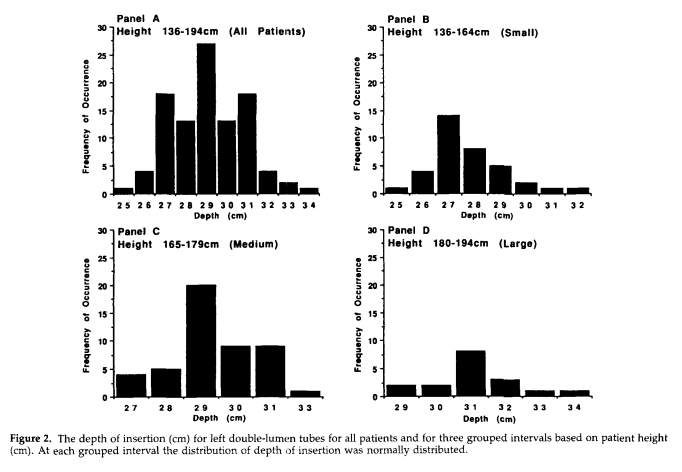 Panel A
Height 136-194cm (All Patients)
Frequency of Occurrence
30
25
20
15
10
5
0
25 26 27 28 29 30 31 32 33 34
Depth (cm)
Panel B
Height 136-164cm (Small)
Frequency of Occurrence
30
25
20
15
10
5
0
25 26 27 28 29 30 31 32
Depth (cm)
Panel C
Height 165-179cm (Medium)
Frequency of Occurrence
30
25
20
15
10
5
0
27 28 29 30 31 33
Depth (cm)
Panel D
Height 180-194cm (Large)
Frequency of Occurrence
30
25
20
15
10
5
0
29 30 31 32 33 34
Depth (cm)
Figure 2. The depth of insertion (cm) for left double-lumen tubes for all patients and for three grouped intervals based on patient height
(cm). At each grouped interval the distribution of depth of insertion was normally distributed.